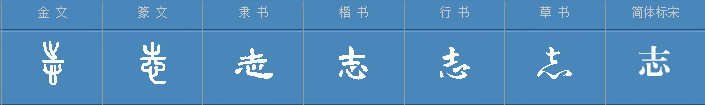 金文 篆文 隶书 楷书 行书 草书 简体标宋
志 志 志 志 志 志 志